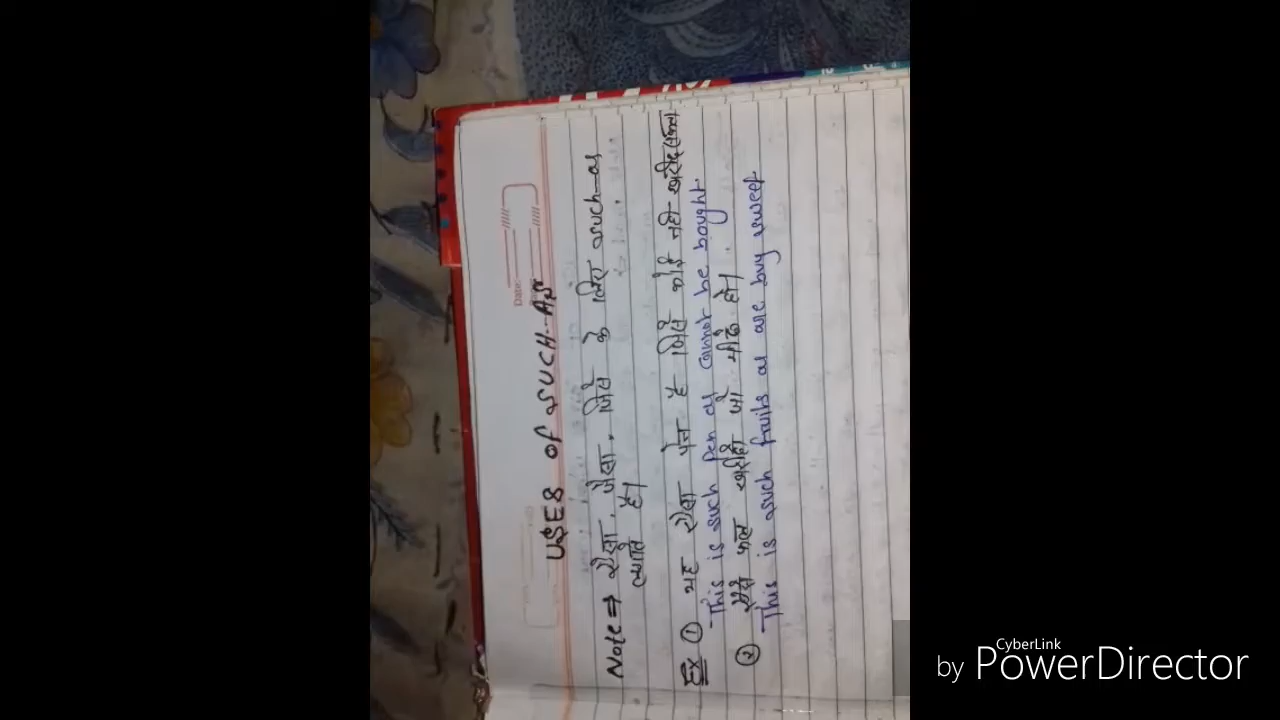 Date:
USES OF SUCH-AS
Note ⇒ ऐसा, जैसा, जिसे के लिए such-as
लगाते है।
Ex ① यह ऐसा पेन है जिसे कोई नही खरीद सकता
This is such Pen as cannot be bought.
② ऐसे फल खरीदो जो मीठे हो।
This is such fruits as are buy sweet
CyberLink
by PowerDirector